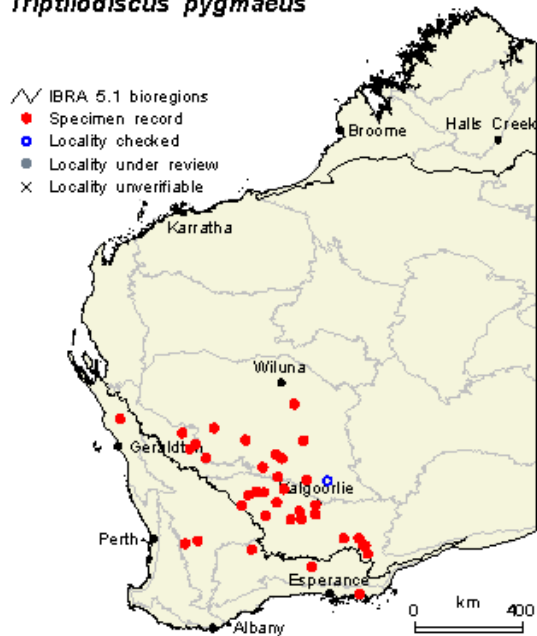 Triptilodiscus pygmaeus
IBRA 5.1 bioregions
Specimen record
Locality checked
Locality under review
Locality unverifiable
Broome
Halls Creek
Karratha
Wiluna
Geraldton
Kalgoorlie
Perth
Esperance
Albany
0 km 400